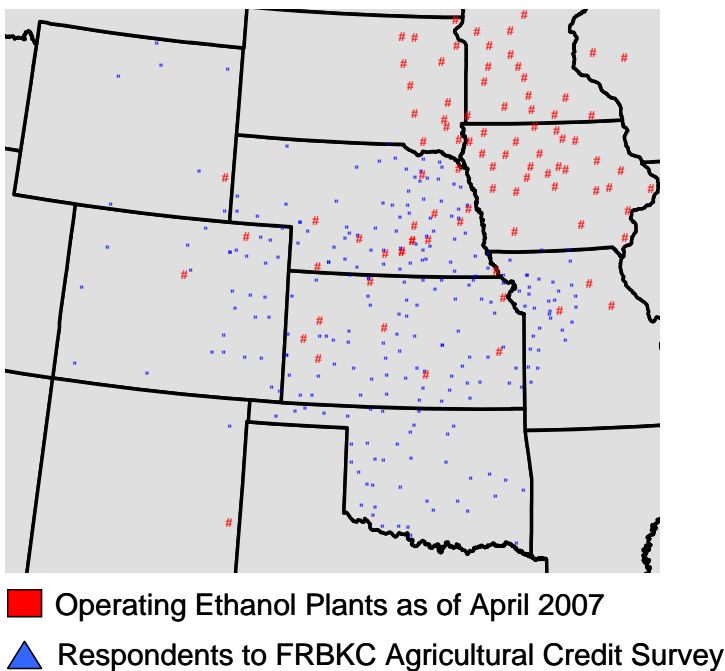 Operating Ethanol Plants as of April 2007
Respondents to FRBKC Agricultural Credit Survey